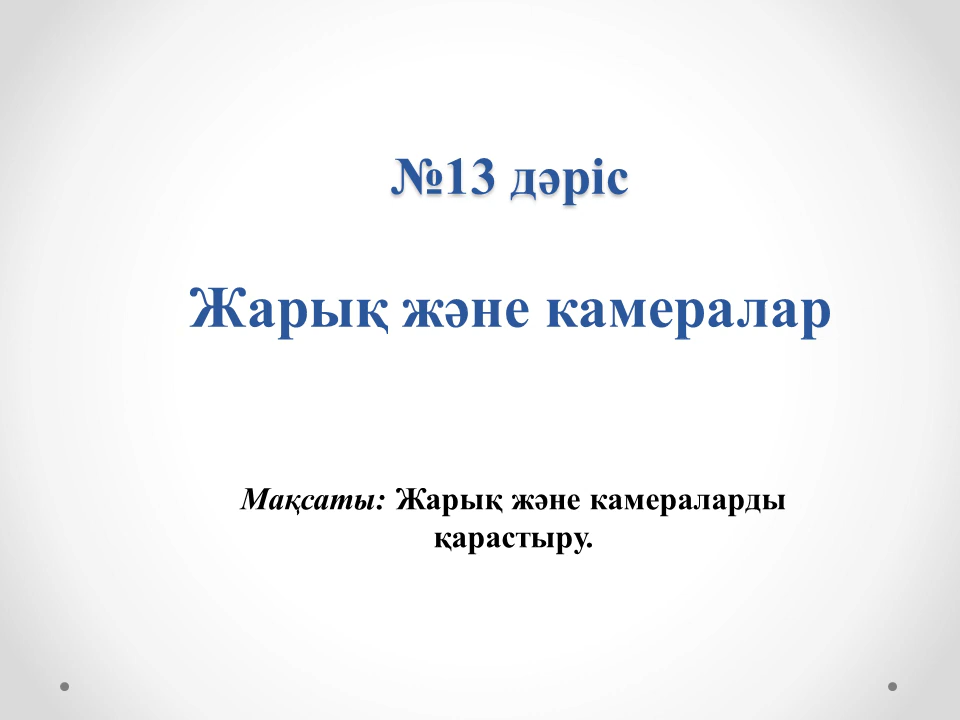 №13 дәріс
Жарық және камералар
Мақсаты: Жарық және камераларды
қарастыру.